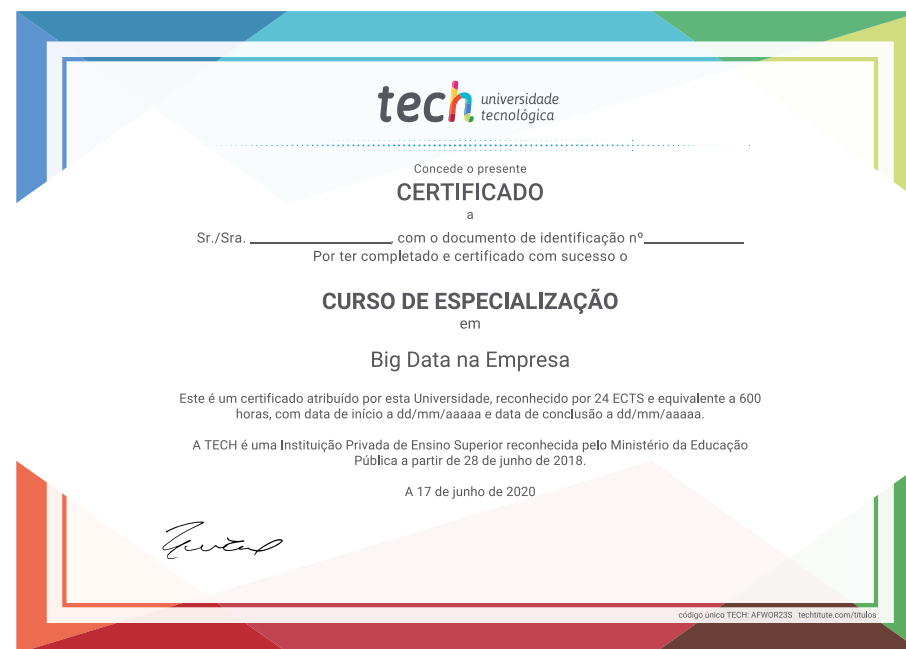 tech universidade
tecnológica
Concede o presente
CERTIFICADO
a
Sr./Sra. ________________, com o documento de identificação nº___________
Por ter completado e certificado com sucesso o
CURSO DE ESPECIALIZAÇÃO
em
Big Data na Empresa
Este é um certificado atribuído por esta Universidade, reconhecido por 24 ECTS e equivalente a 600
horas, com data de início a dd/mm/aaaaa e data de conclusão a dd/mm/aaaaa.
A TECH é uma Instituição Privada de Ensino Superior reconhecida pelo Ministério da Educação
Pública a partir de 28 de junho de 2018.
A 17 de junho de 2020
código único TECH: AFWOR23S techtitute.com/titulos